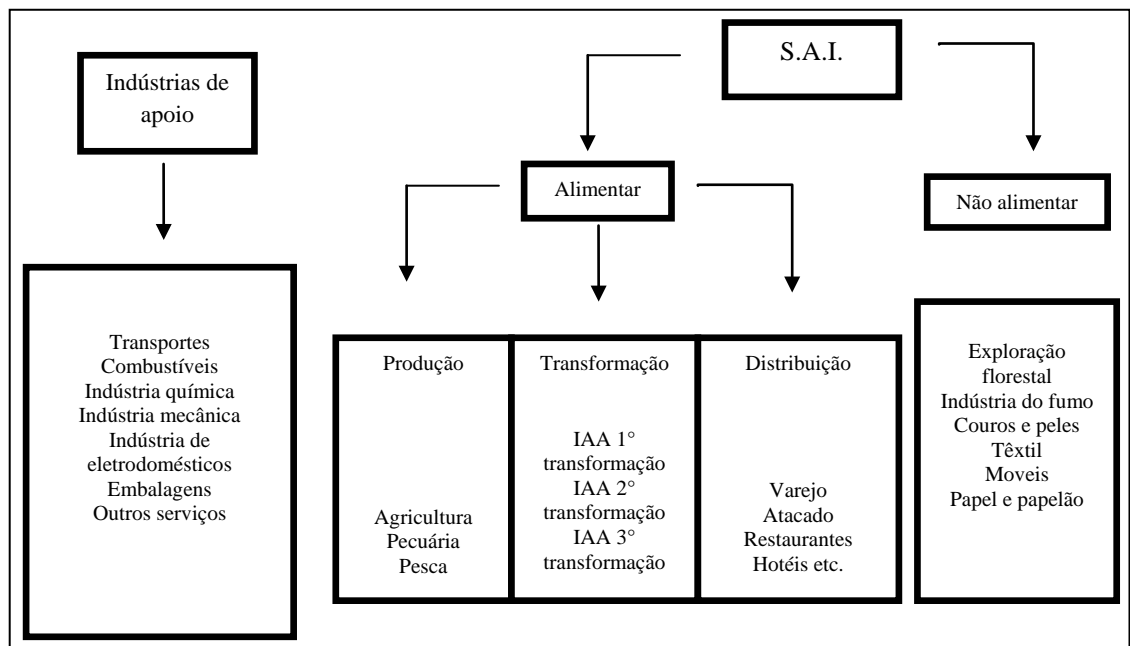 S.A.I.
Indústrias de
apoio
Alimentar
Não alimentar
Transportes
Combustíveis
Indústria química
Indústria mecânica
Indústria de
eletrodomésticos
Embalagens
Outros serviços
Produção
Agricultura
Pecuária
Pesca
Transformação
IAA 1°
transformação
IAA 2°
transformação
IAA 3°
transformação
Distribuição
Varejo
Atacado
Restaurantes
Hotéis etc.
Exploração
florestal
Indústria do fumo
Couros e peles
Têxtil
Moveis
Papel e papelão